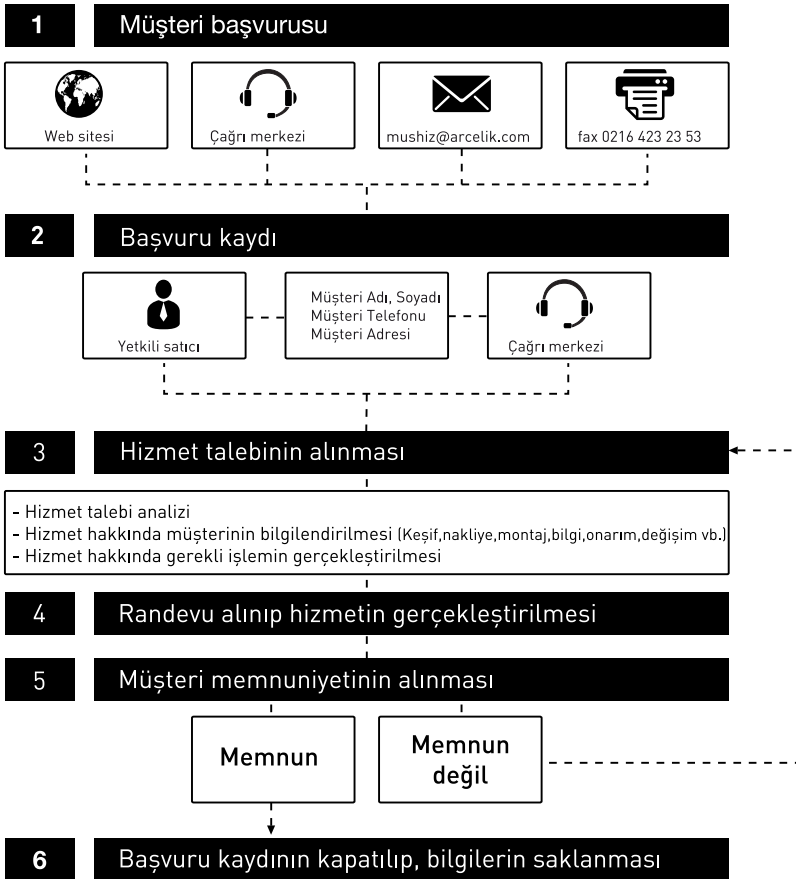 1 Müşteri başvurusu
Web sitesi
Çağrı merkezi
mushiz@arcelik.com
fax 0216 423 23 53
2 Başvuru kaydı
Yetkili satıcı
Müşteri Adı, Soyadı
Müşteri Telefonu
Müşteri Adresi
Çağrı merkezi
3 Hizmet talebinin alınması
- Hizmet talebi analizi
- Hizmet hakkında müşterinin bilgilendirilmesi (Keşif,nakliye,montaj,bilgi,onarım,değişim vb.)
- Hizmet hakkında gerekli işlemin gerçekleştirilmesi
4 Randevu alınıp hizmetin gerçekleştirilmesi
5 Müşteri memnuniyetinin alınması
Memnun
Memnun
değil
6 Başvuru kaydının kapatılıp, bilgilerin saklanması